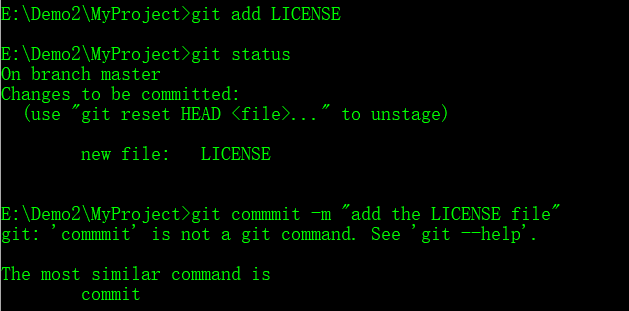 E:\Demo2\MyProject>git add LICENSE
E:\Demo2\MyProject>git status
On branch master
Changes to be committed:
(use "git reset HEAD <file>..." to unstage)
new file: LICENSE
E:\Demo2\MyProject>git commmit -m "add the LICENSE file"
git: 'commmit' is not a git command. See 'git --help'.
The most similar command is
commit